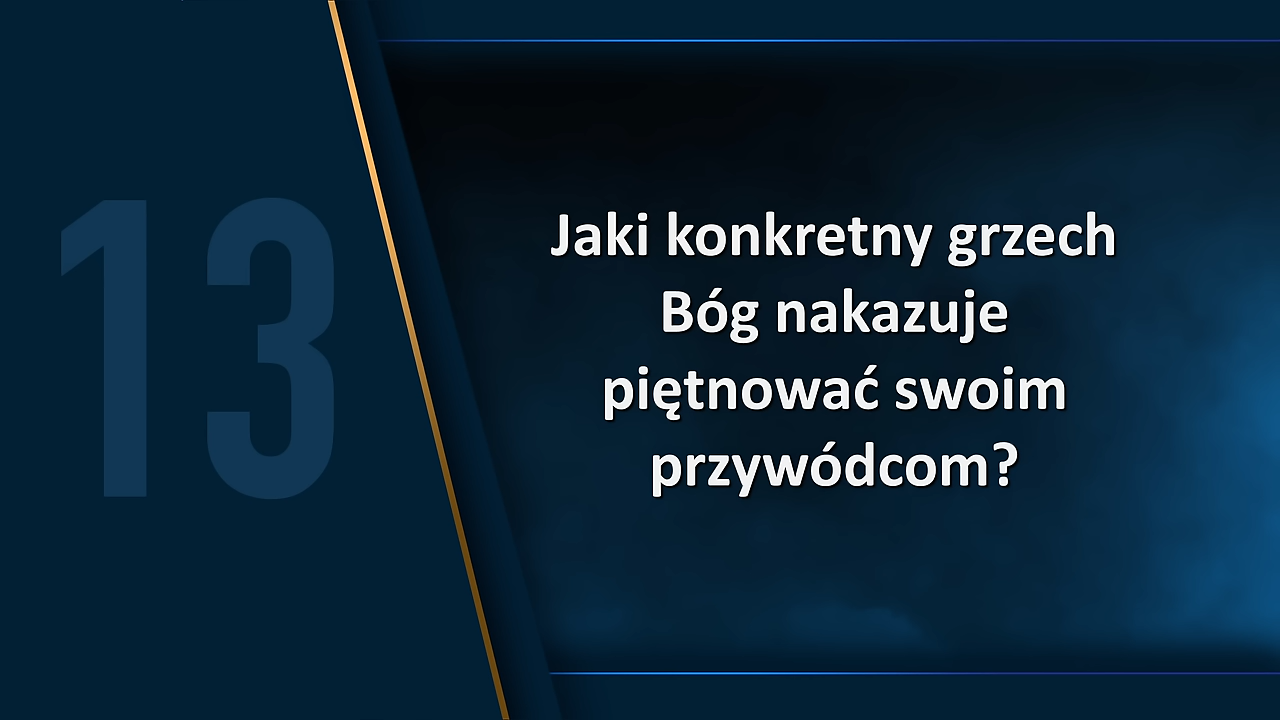 13
Jaki konkretny grzech
Bóg nakazuje
piętnować swoim
przywódcom?